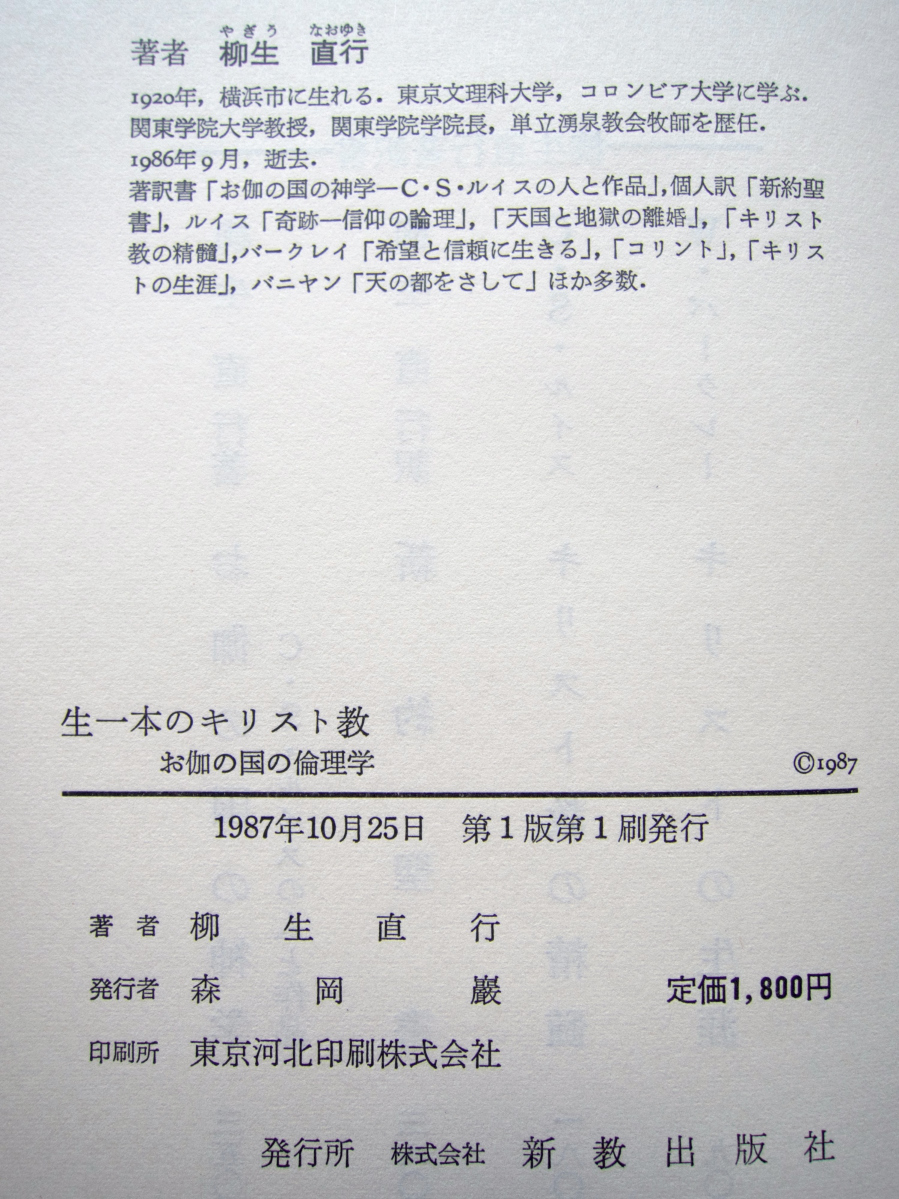 著者 柳生 直行
やぎう なおゆき
1920年，横浜市に生れる．東京文理科大学，コロンビア大学に学ぶ．
関東学院大学教授，関東学院学院長，単立湧泉教会牧師を歴任．
1986年9月，逝去．
著訳書「お伽の国の神学―C・S・ルイスの人と作品」，個人訳「新約聖
書」，ルイス「奇跡―信仰の論理」，「天国と地獄の離婚」，「キリスト
教の精髄」，バークレイ「希望と信頼に生きる」，「コリント」，「キリス
トの生涯」，バニヤン「天の都をさして」ほか多数．
生一本のキリスト教
お伽の国の倫理学 ©1987
1987年10月25日 第1版第1刷発行
著者 柳生直行
発行者 森岡巖 定価1,800円
印刷所 東京河北印刷株式会社
発行所 株式会社 新教出版社